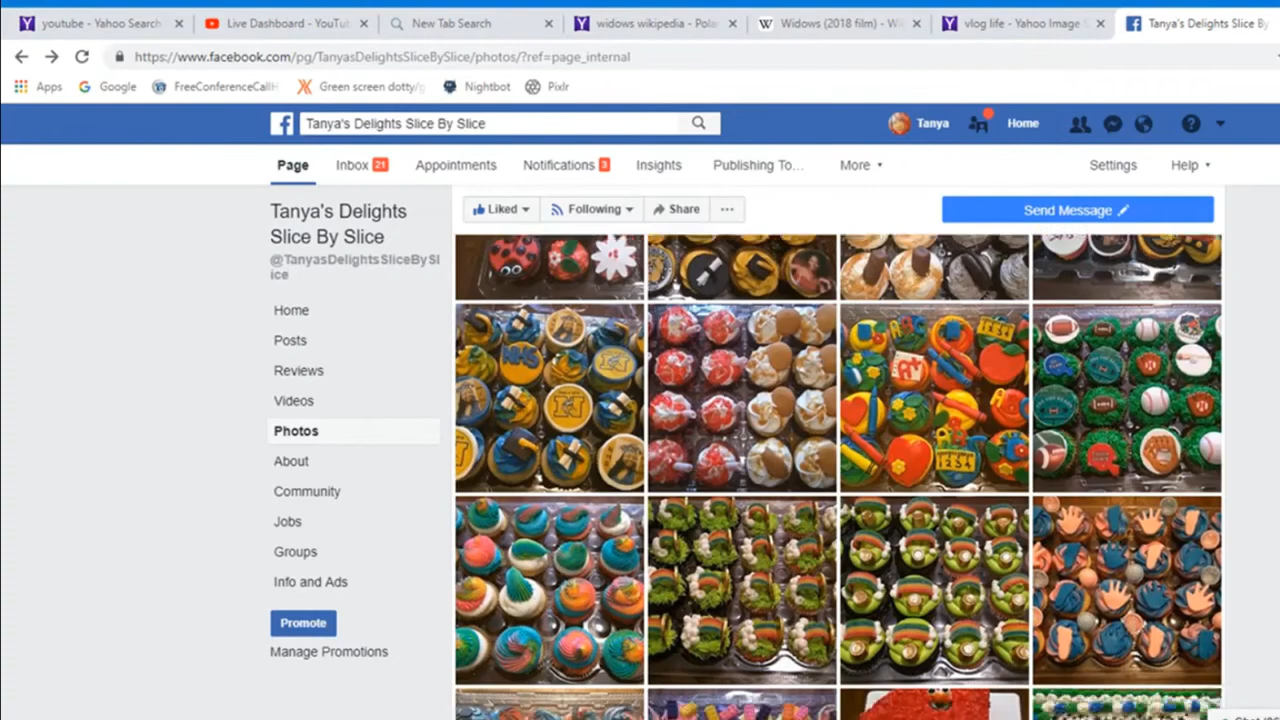 youtube - Yahoo Search
Live Dashboard - YouTu
New Tab Search
widows wikipedia - Pola
Widows (2018 film) - Wi
vlog life - Yahoo Image
Tanya's Delights Slice By
https://www.facebook.com/pg/TanyasDelightsSliceBySlice/photos/?ref=page_internal
Apps
Google
FreeConferenceCallH
Green screen dotty/g
Nightbot
Pixlr
Tanya's Delights Slice By Slice
Tanya
Home
Page
Inbox 21
Appointments
Notifications 3
Insights
Publishing To...
More
Settings
Help
Tanya's Delights
Slice By Slice
@TanyasDelightsSliceBySl
ice
Liked
Following
Share
...
Send Message
Home
Posts
Reviews
Videos
Photos
About
Community
Jobs
Groups
Info and Ads
Promote
Manage Promotions
NHS
N
ABC
A+
1234